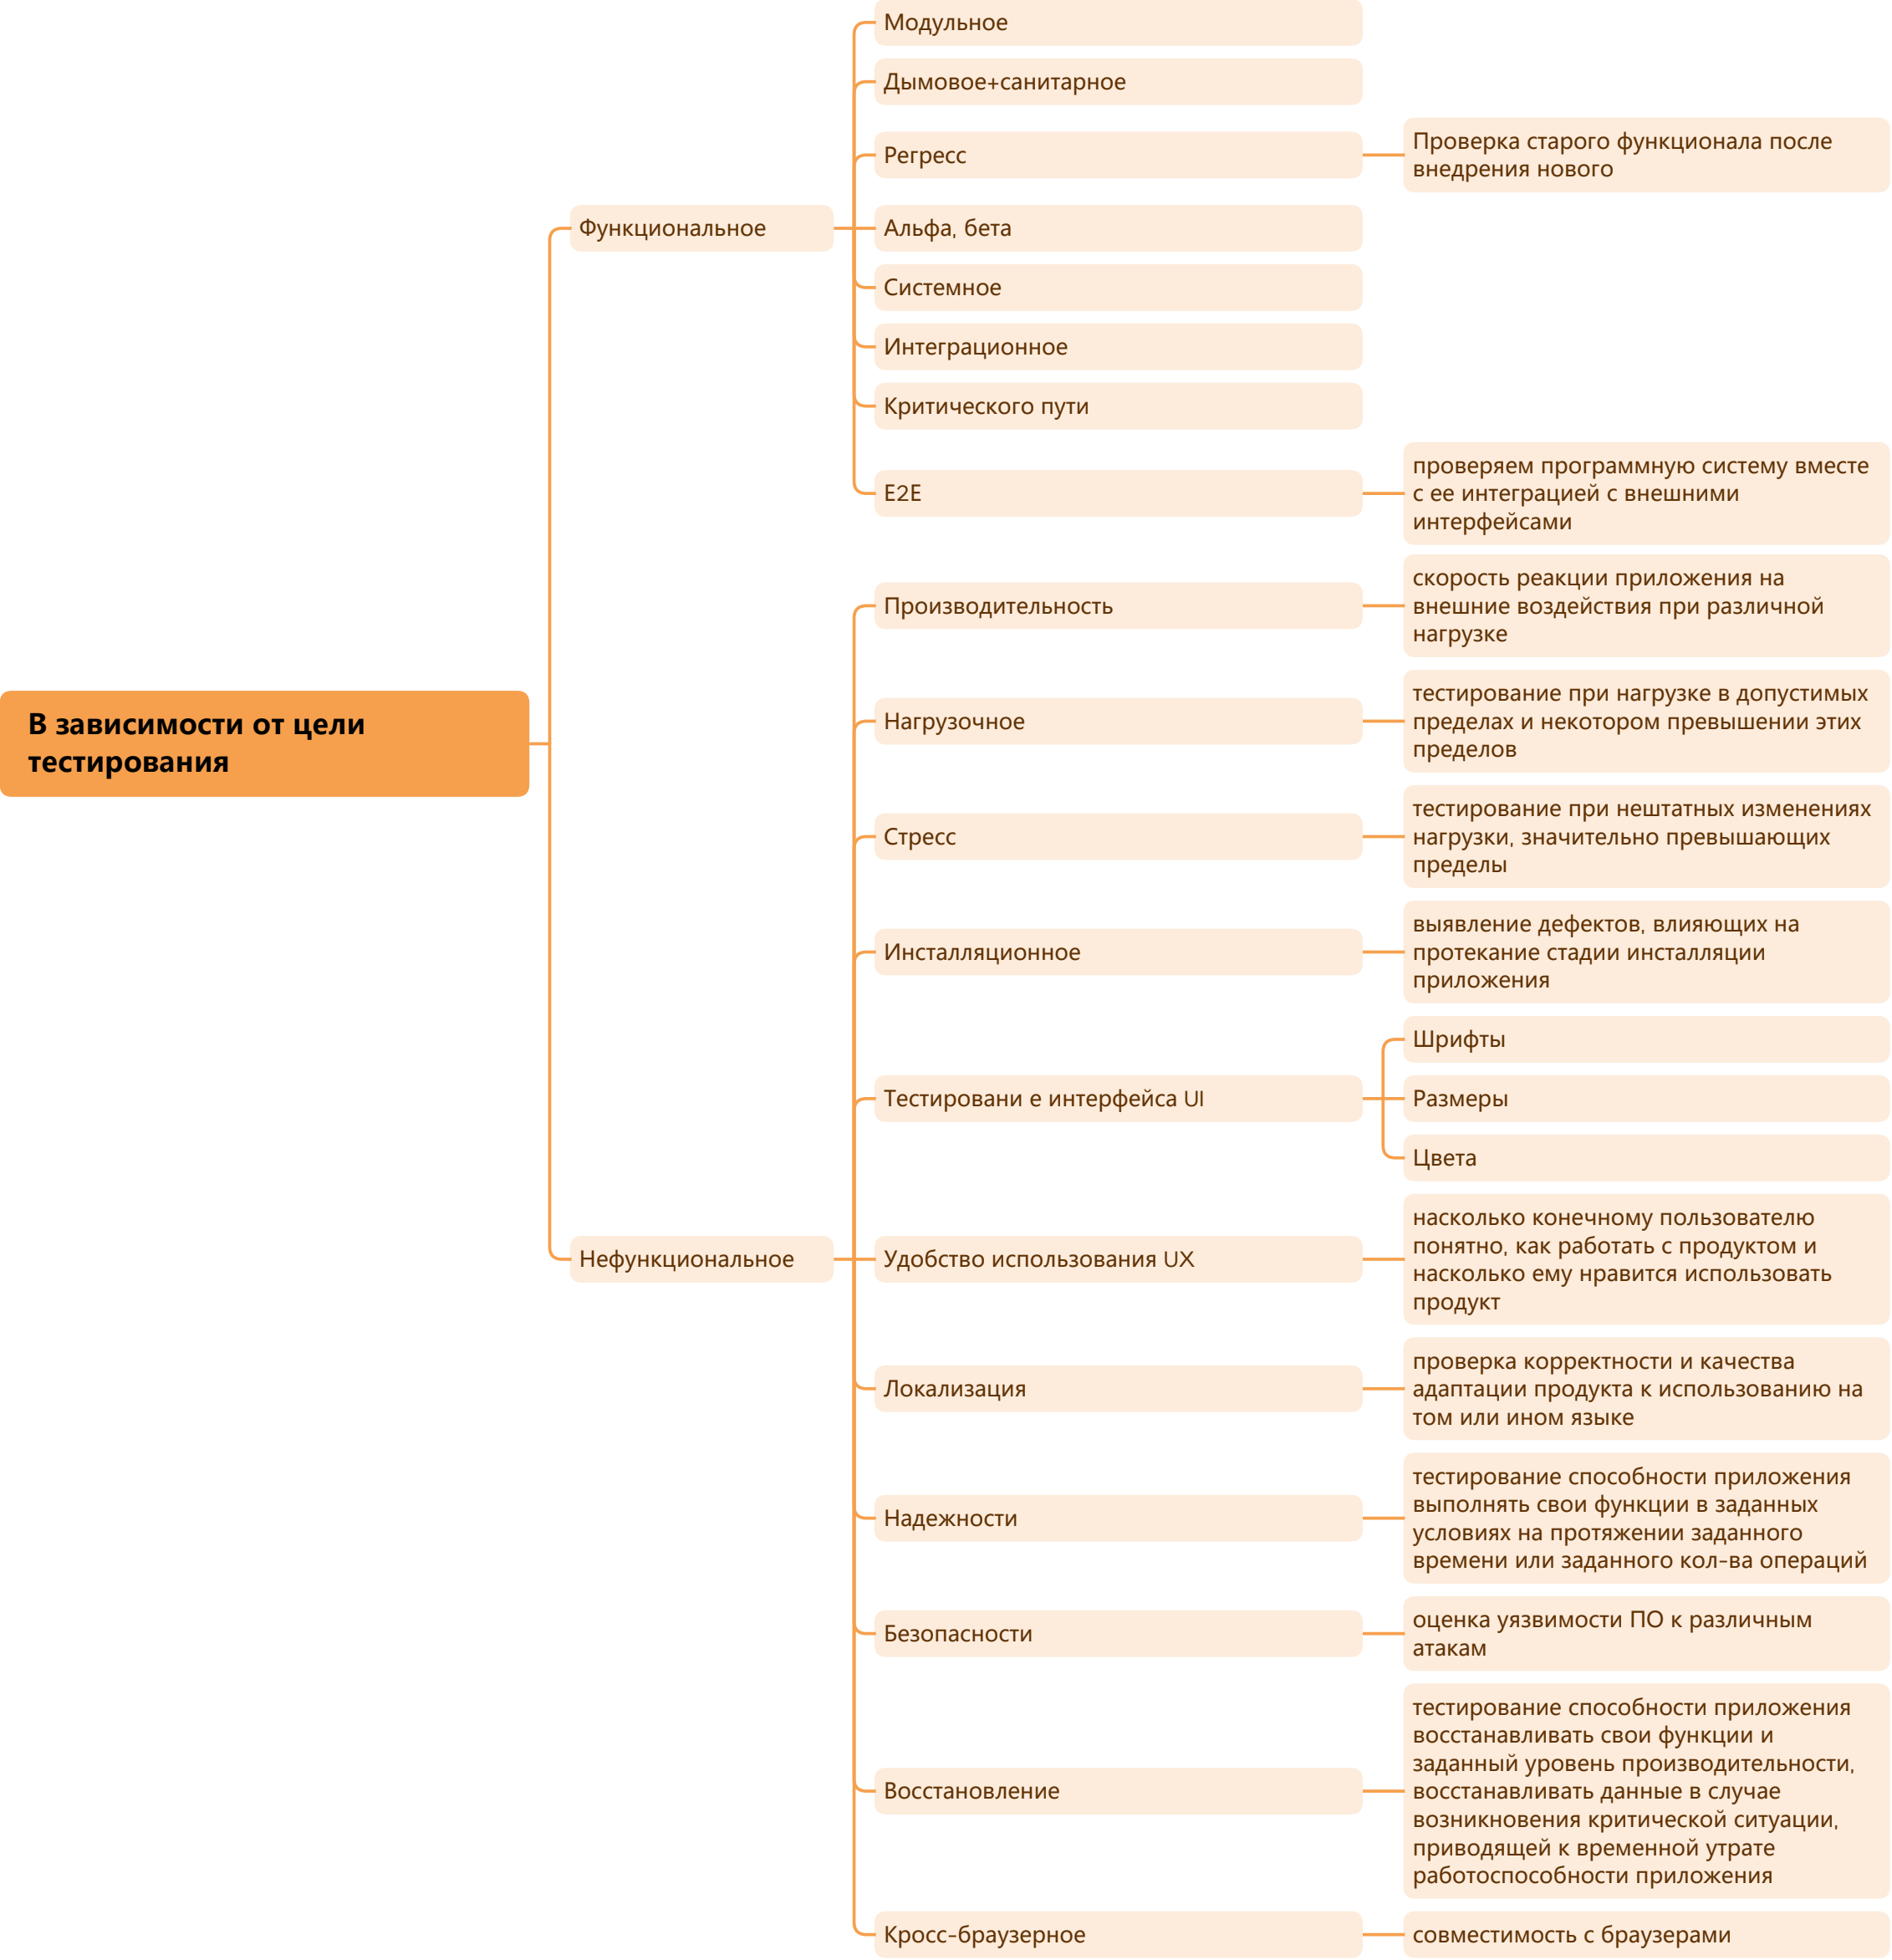 В зависимости от цели
тестирования
Функциональное
Модульное
Дымовое+санитарное
Регресс
Проверка старого функционала после
внедрения нового
Альфа, бета
Системное
Интеграционное
Критического пути
E2E
проверяем программную систему вместе
с ее интеграцией с внешними
интерфейсами
Нефункциональное
Производительность
скорость реакции приложения на
внешние воздействия при различной
нагрузке
Нагрузочное
тестирование при нагрузке в допустимых
пределах и некотором превышении этих
пределов
Стресс
тестирование при нештатных изменениях
нагрузки, значительно превышающих
пределы
Инсталляционное
выявление дефектов, влияющих на
протекание стадии инсталляции
приложения
Тестировани е интерфейса UI
Шрифты
Размеры
Цвета
Удобство использования UX
насколько конечному пользователю
понятно, как работать с продуктом и
насколько ему нравится использовать
продукт
Локализация
проверка корректности и качества
адаптации продукта к использованию на
том или ином языке
Надежности
тестирование способности приложения
выполнять свои функции в заданных
условиях на протяжении заданного
времени или заданного кол-ва операций
Безопасности
оценка уязвимости ПО к различным
атакам
Восстановление
тестирование способности приложения
восстанавливать свои функции и
заданный уровень производительности,
восстанавливать данные в случае
возникновения критической ситуации,
приводящей к временной утрате
работоспособности приложения
Кросс-браузерное
совместимость с браузерами